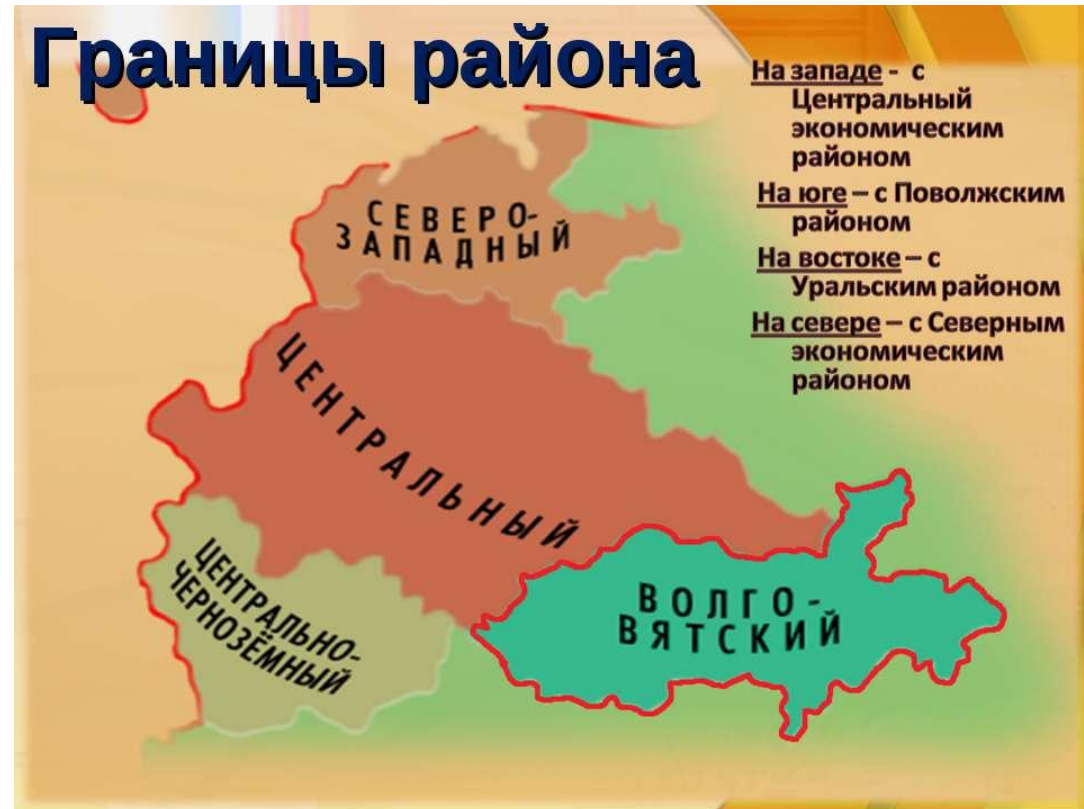 Границы района
На западе - с
Центральный
экономическим
районом
На юге – с Поволжским
районом
На востоке – с
Уральским районом
На севере – с Северным
экономическим
районом
СЕВЕРО-
ЗАПАДНЫЙ
ЦЕНТРАЛЬНЫЙ
ЦЕНТРАЛЬНО-
ЧЕРНОЗЁМНЫЙ
ВОЛГО-
ВЯТСКИЙ